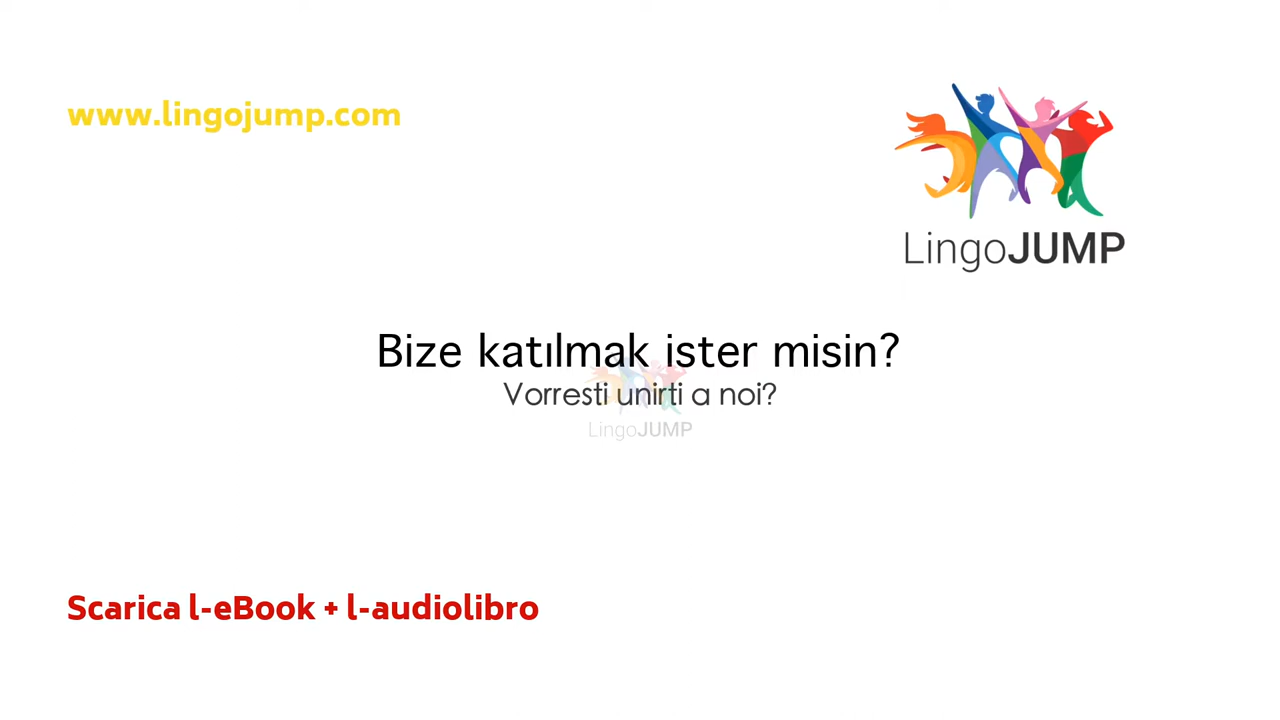 www.lingojump.com
LingoJUMP
Bize katılmak ister misin?
Vorresti unirti a noi?
LingoJUMP
Scarica l-eBook + l-audiolibro